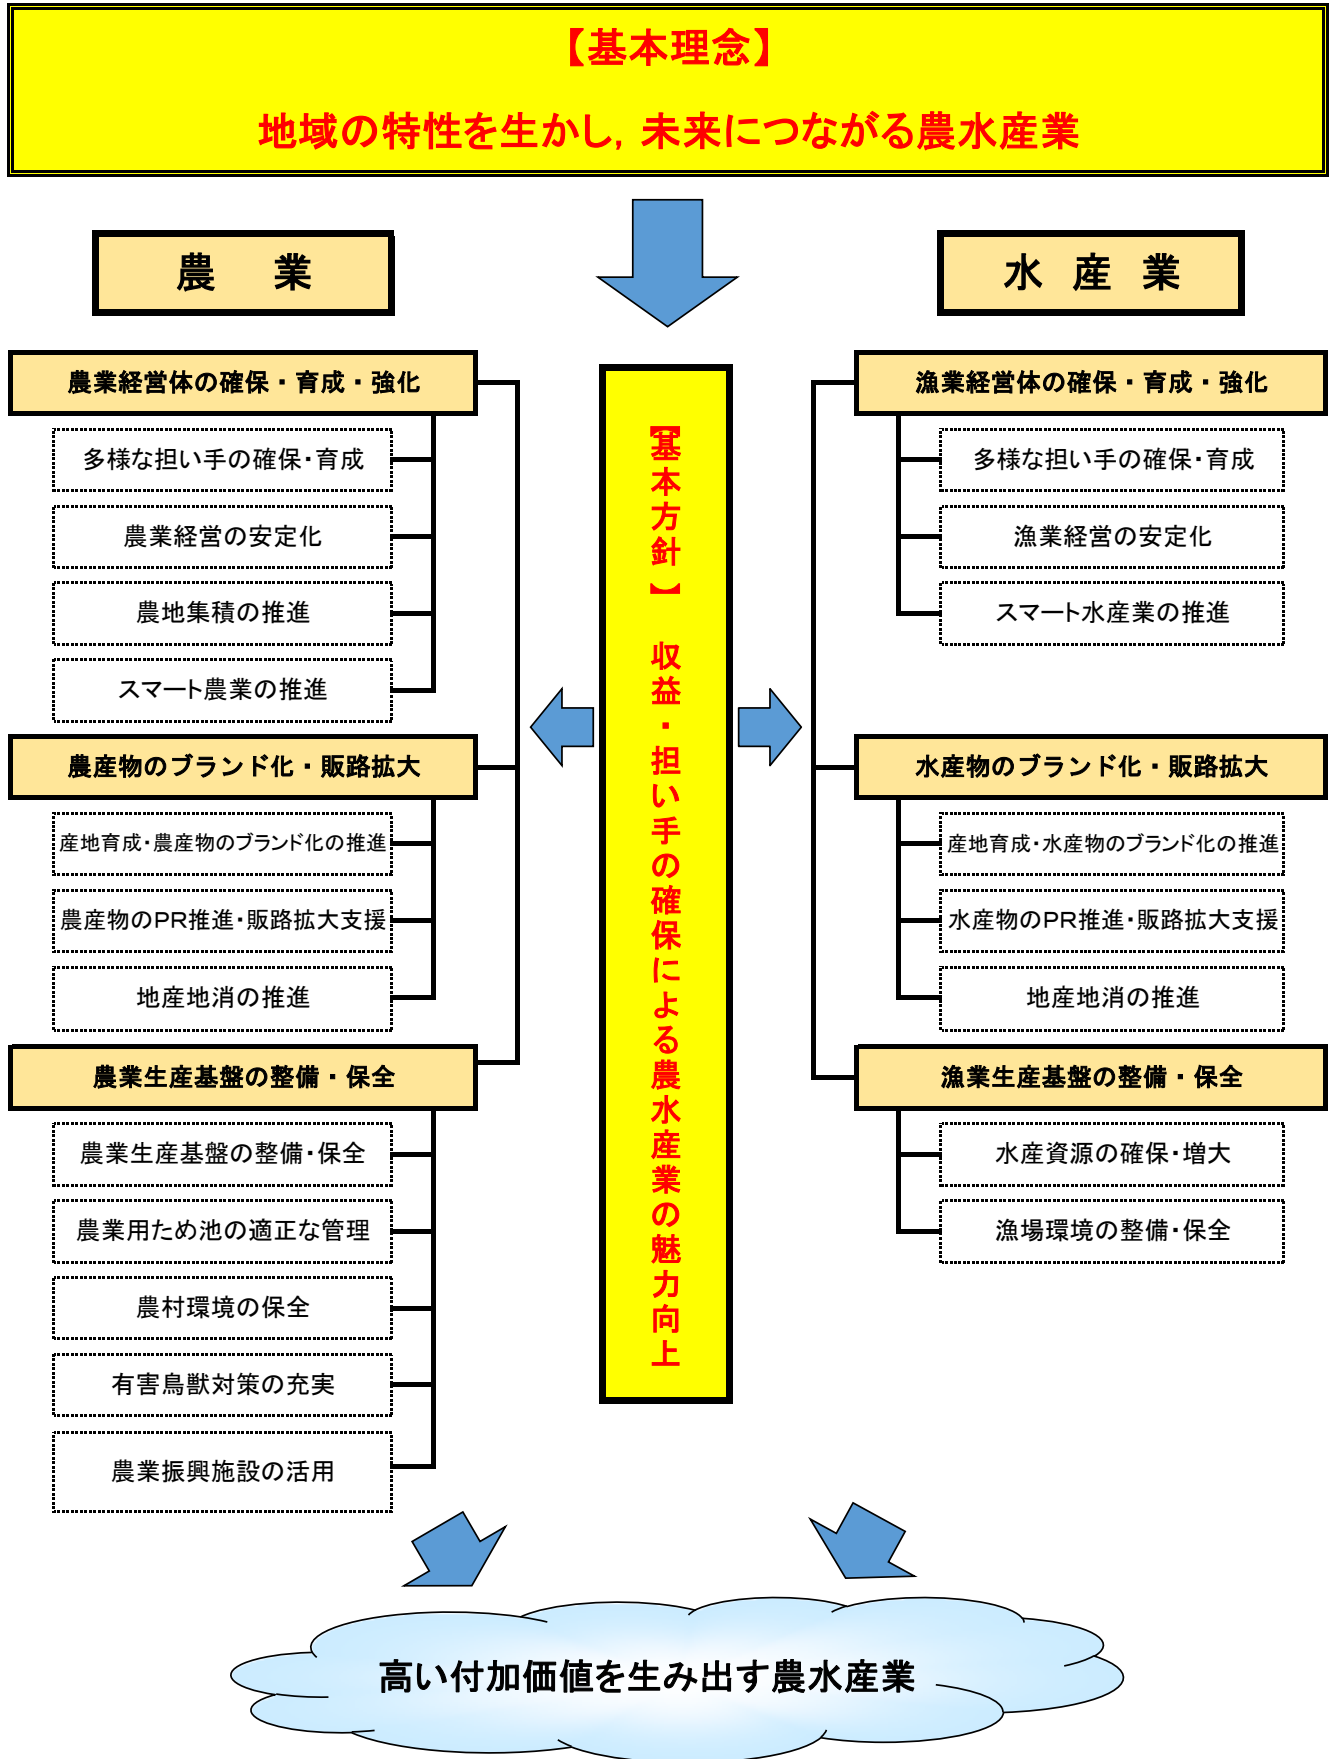 【基本理念】
地域の特性を生かし，未来につながる農水産業
農　業
農業経営体の確保・育成・強化
多様な担い手の確保・育成
農業経営の安定化
農地集積の推進
スマート農業の推進
農産物のブランド化・販路拡大
産地育成・農産物のブランド化の推進
農産物のPR推進・販路拡大支援
地産地消の推進
農業生産基盤の整備・保全
農業生産基盤の整備・保全
農業用ため池の適正な管理
農村環境の保全
有害鳥獣対策の充実
農業振興施設の活用
【基本方針】　収益・担い手の確保による農水産業の魅力向上
水 産 業
漁業経営体の確保・育成・強化
多様な担い手の確保・育成
漁業経営の安定化
スマート水産業の推進
水産物のブランド化・販路拡大
産地育成・水産物のブランド化の推進
水産物のPR推進・販路拡大支援
地産地消の推進
漁業生産基盤の整備・保全
水産資源の確保・増大
漁場環境の整備・保全
高い付加価値を生み出す農水産業